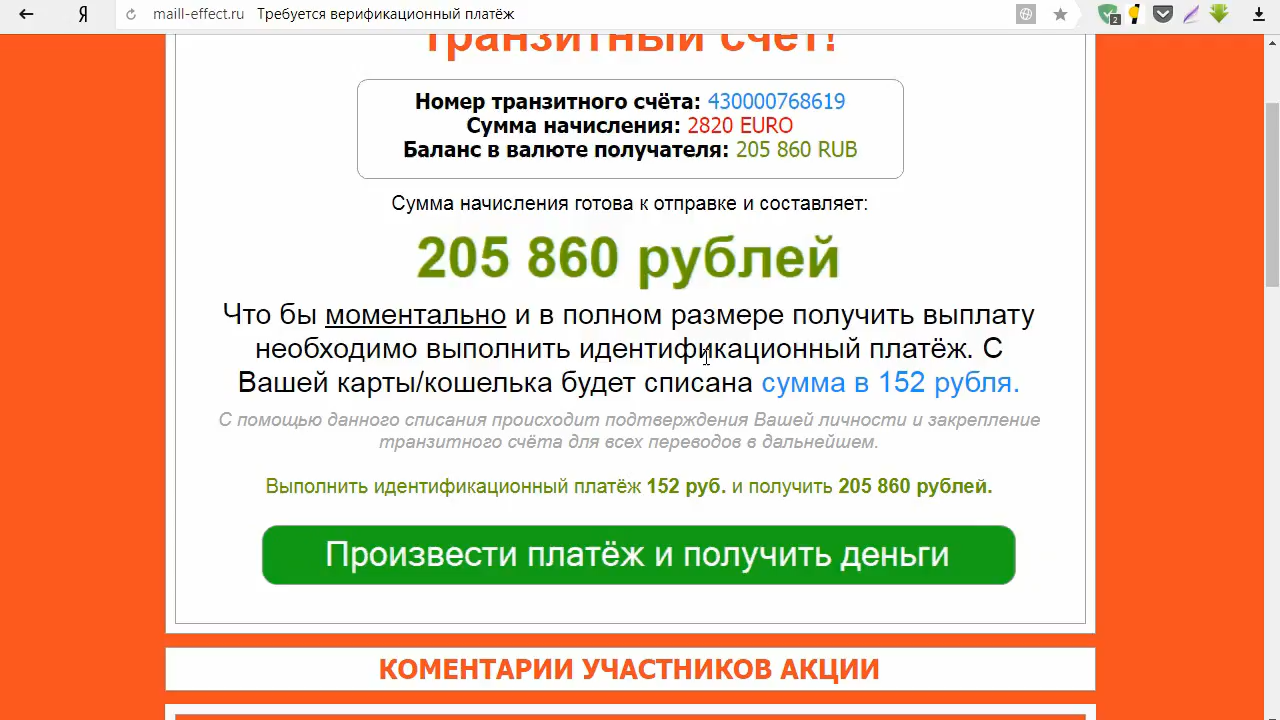 Я
maill-effect.ru Требуется верификационный платёж
2
транзитный счёт!
Номер транзитного счёта: 430000768619
Сумма начисления: 2820 EURO
Баланс в валюте получателя: 205 860 RUB
Сумма начисления готова к отправке и составляет:
205 860 рублей
Что бы моментально и в полном размере получить выплату
необходимо выполнить идентификационный платёж. С
Вашей карты/кошелька будет списана сумма в 152 рубля.
С помощью данного списания происходит подтверждения Вашей личности и закрепление
транзитного счёта для всех переводов в дальнейшем.
Выполнить идентификационный платёж 152 руб. и получить 205 860 рублей.
Произвести платёж и получить деньги
КОМЕНТАРИИ УЧАСТНИКОВ АКЦИИ